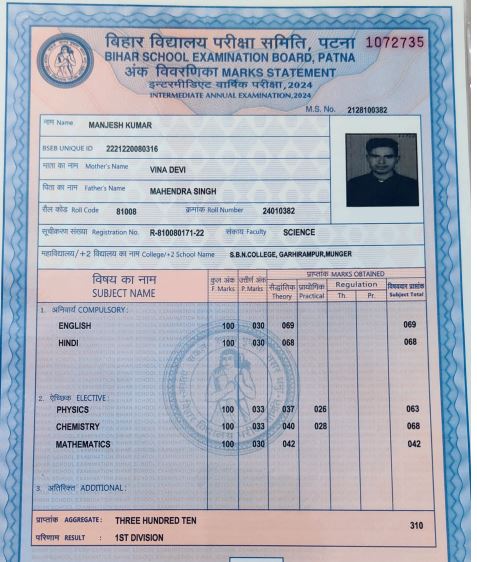 बिहार विद्यालय परीक्षा समिति, पटना 1072735
BIHAR SCHOOL EXAMINATION BOARD, PATNA
अंक विवरणिका MARKS STATEMENT
इन्टरमीडिएट वार्षिक परीक्षा, 2024
INTERMEDIATE ANNUAL EXAMINATION, 2024
M.S. No. 2128100382
नाम Name MANJESH KUMAR
BSEB UNIQUE ID 2221220080316
माता का नाम Mother's Name VINA DEVI
पिता का नाम Father's Name MAHENDRA SINGH
रौल कोड Roll Code 81008 क्रमांक Roll Number 24010382
सूचीकरण संख्या Registration No. R-810080171-22 संकाय Faculty SCIENCE
महाविद्यालय/+2 विद्यालय का नाम College/+2 School Name S.B.N.COLLEGE, GARHIRAMPUR,MUNGER
विषय का नाम कुल अंक उत्तीर्ण अंक प्राप्तांक MARKS OBTAINED
SUBJECT NAME F. Marks P. Marks सैद्धांतिक Theory प्रायोगिक Practical Regulation Th. Pr. विषयवार प्राप्तांक Subject Total
1. अनिवार्य COMPULSORY :
ENGLISH 100 030 069 069
HINDI 100 030 068 068
2. ऐच्छिक ELECTIVE :
PHYSICS 100 033 037 026 063
CHEMISTRY 100 033 040 028 068
MATHEMATICS 100 030 042 042
3. अतिरिक्त ADDITIONAL :
प्राप्तांक AGGREGATE : THREE HUNDRED TEN 310
परिणाम RESULT : 1ST DIVISION